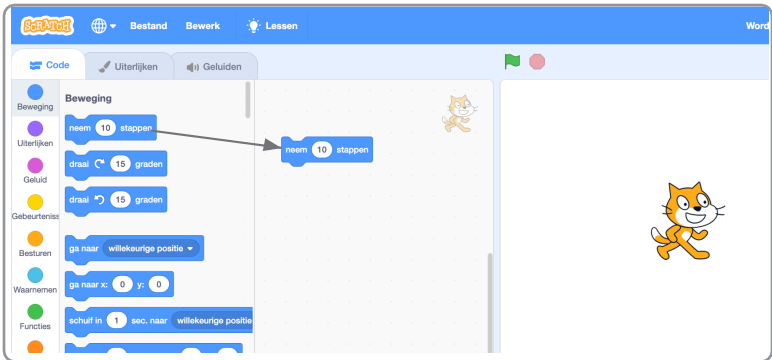 SCRATCH Bestand Bewerk Lessen Word
Code Uiterlijken Geluiden
Beweging
Uiterlijken
Geluid
Gebeurteniss
Besturen
Waarnemen
Functies
Beweging
neem 10 stappen
draai 15 graden
draai 15 graden
ga naar willekeurige positie
ga naar x: 0 y: 0
schuif in 1 sec. naar willekeurige positie
neem 10 stappen